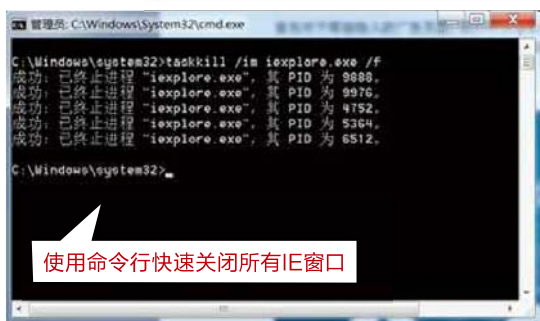 管理员: C:\Windows\System32\cmd.exe
C:\Windows\system32>taskkill /im iexplore.exe /f
成功: 已终止进程 "iexplore.exe"，其 PID 为 9888。
成功: 已终止进程 "iexplore.exe"，其 PID 为 9976。
成功: 已终止进程 "iexplore.exe"，其 PID 为 4752。
成功: 已终止进程 "iexplore.exe"，其 PID 为 5364。
成功: 已终止进程 "iexplore.exe"，其 PID 为 6512。
C:\Windows\system32>
使用命令行快速关闭所有IE窗口